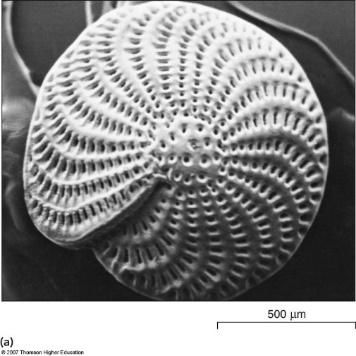 500 µm
(a)
© 2007 Thomson Higher Education